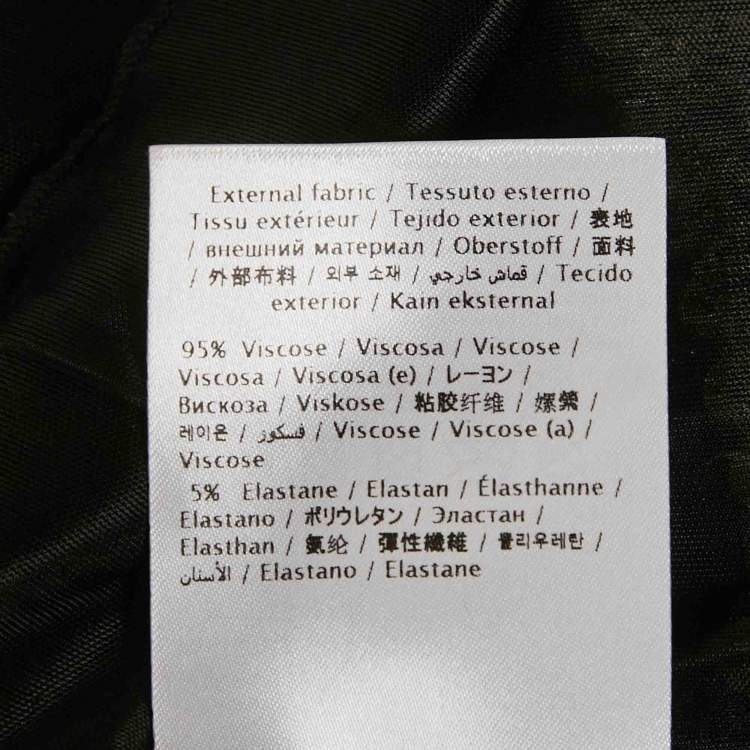 External fabric / Tessuto esterno /
Tissu extérieur / Tejido exterior / 表地
/ внешний материал / Oberstoff / 面料
/ 外部布料 / 외부 소재 / قماش خارجي / Tecido
exterior / Kain eksternal
95% Viscose / Viscosa / Viscose /
Viscosa / Viscosa (e) / レーヨン /
Вискоза / Viskose / 粘胶纤维 / 嫘縈 /
레이온 / فسكوز / Viscose / Viscose (a) /
Viscose
5% Elastane / Elastan / Élasthanne /
Elastano / ポリウレタン / Эластан /
Elasthan / 氨纶 / 彈性纖維 / 폴리우레탄 /
الأستان / Elastano / Elastane